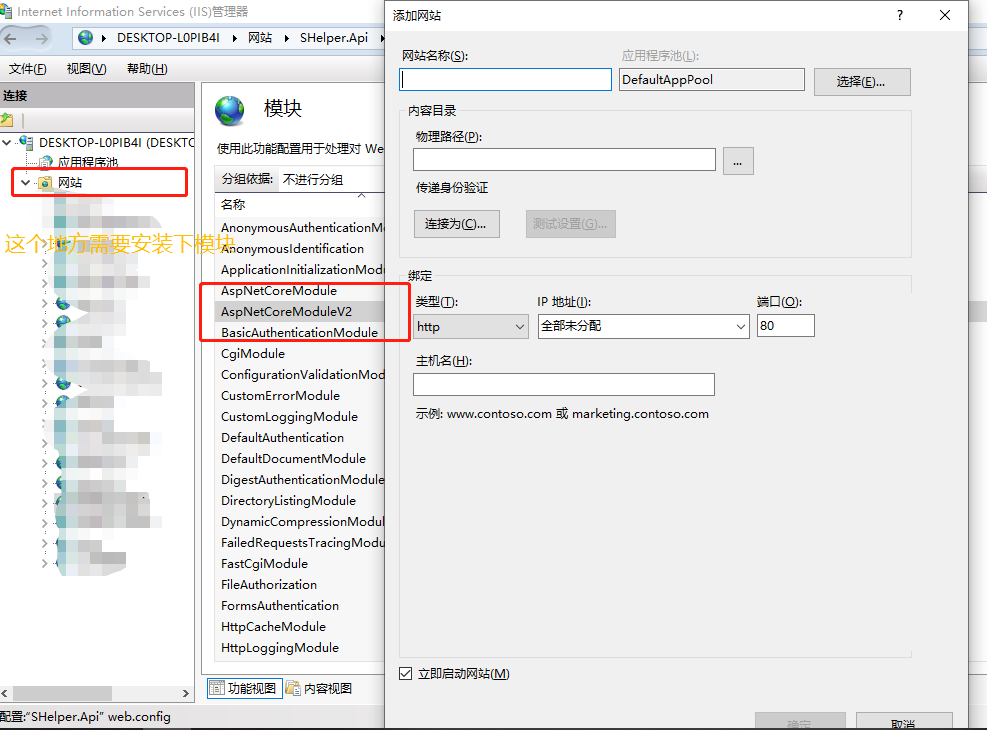 Internet Information Services (IIS)管理器
DESKTOP-L0PIB4I
网站
SHelper.Api
文件(F)
视图(V)
帮助(H)
连接
DESKTOP-L0PIB4I (DESKTO
应用程序池
网站
这个地方需要安装下模块
模块
使用此功能配置用于处理对 We
分组依据:
不进行分组
名称
AnonymousAuthenticationM
AnonymousIdentification
ApplicationInitializationModu
AspNetCoreModule
AspNetCoreModuleV2
BasicAuthenticationModule
CgiModule
ConfigurationValidationMod
CustomErrorModule
CustomLoggingModule
DefaultAuthentication
DefaultDocumentModule
DigestAuthenticationModule
DirectoryListingModule
DynamicCompressionModul
FailedRequestsTracingModu
FastCgiModule
FileAuthorization
FormsAuthentication
HttpCacheModule
HttpLoggingModule
功能视图
内容视图
配置:“SHelper.Api” web.config
添加网站
?
网站名称(S):
应用程序池(L):
DefaultAppPool
选择(E)...
内容目录
物理路径(P):
...
传递身份验证
连接为(C)...
测试设置(G)...
绑定
类型(T):
IP 地址(I):
端口(O):
http
全部未分配
80
主机名(H):
示例: www.contoso.com 或 marketing.contoso.com
立即启动网站(M)
确定
取消